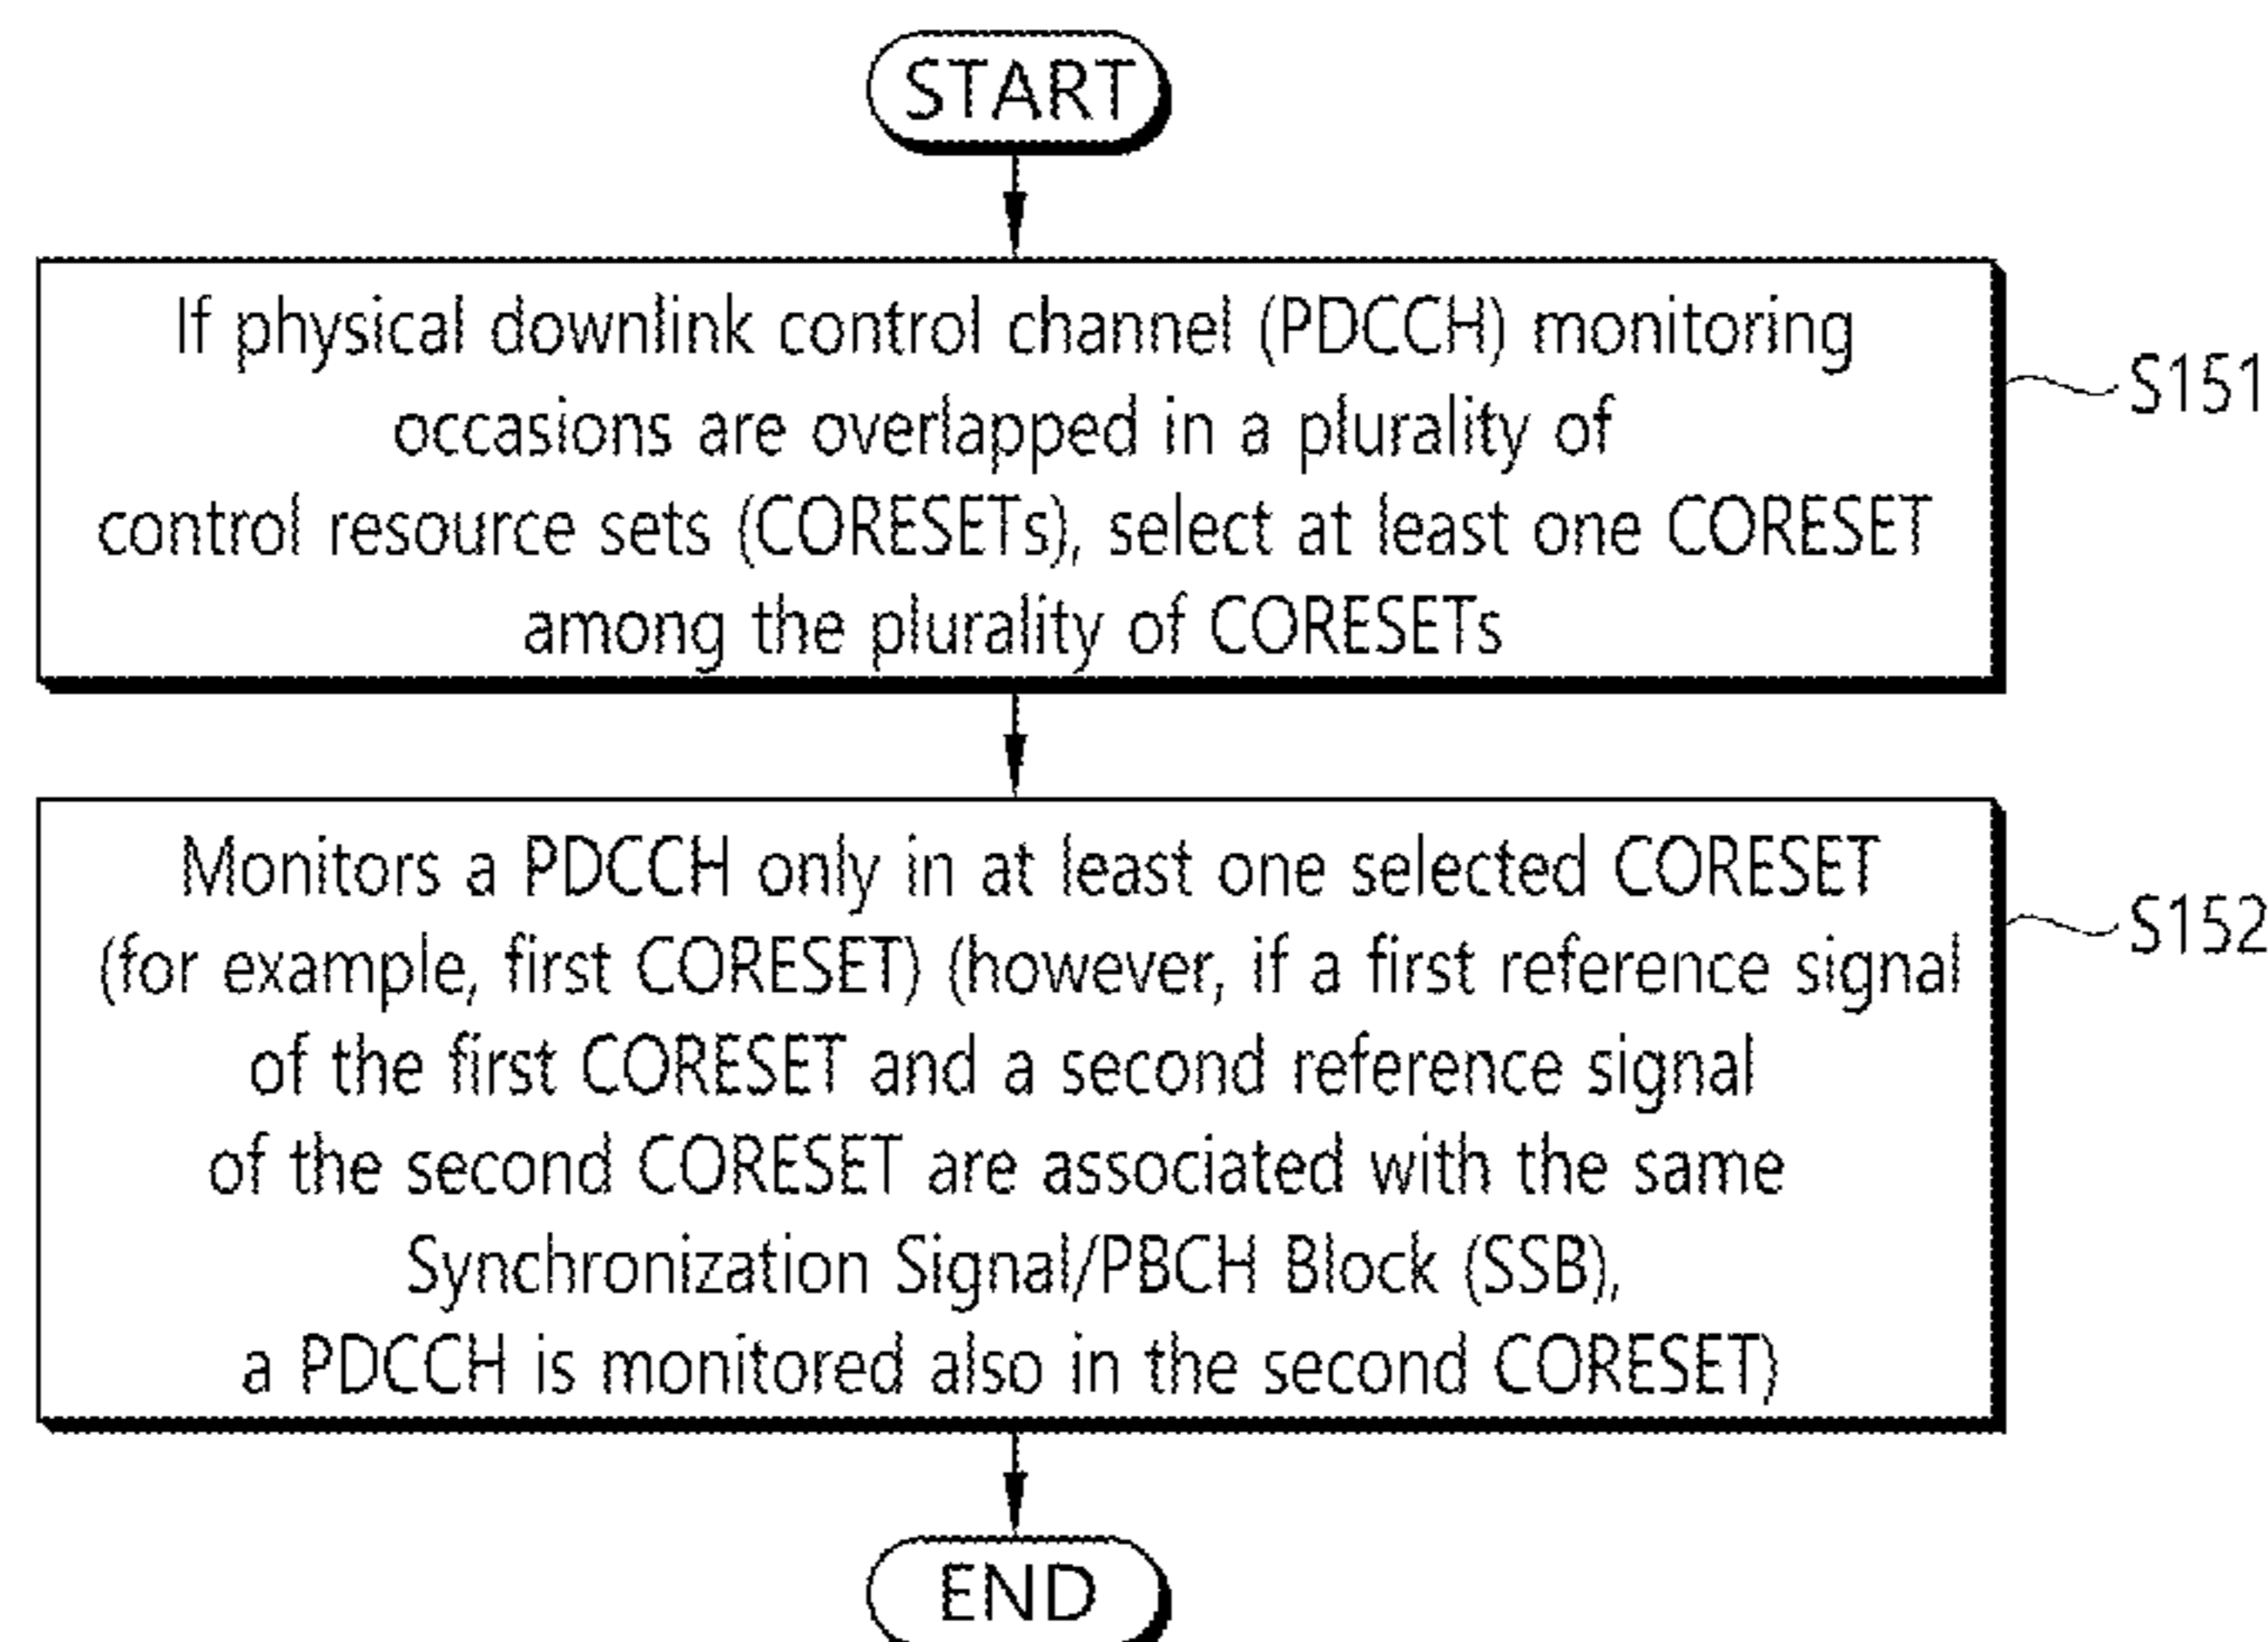 START
If physical downlink control channel (PDCCH) monitoring
occasions are overlapped in a plurality of
control resource sets (CORESETs), select at least one CORESET
among the plurality of CORESETs
S151
Monitors a PDCCH only in at least one selected CORESET
(for example, first CORESET) (however, if a first reference signal
of the first CORESET and a second reference signal
of the second CORESET are associated with the same
Synchronization Signal/PBCH Block (SSB),
a PDCCH is monitored also in the second CORESET)
S152
END